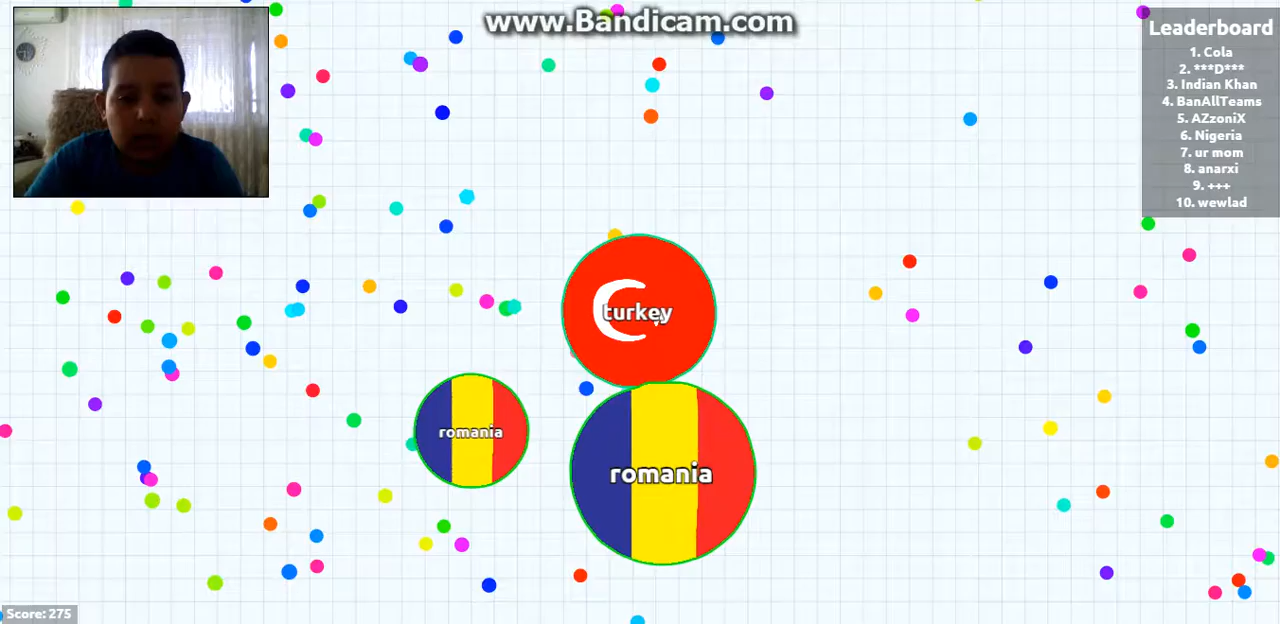 www.Bandicam.com
Leaderboard
1. Cola
2. ***D***
3. Indian Khan
4. BanAllTeams
5. AZzoniX
6. Nigeria
7. ur mom
8. anarxi
9. +++
10. wewlad
turkey
romania
romania
Score: 275